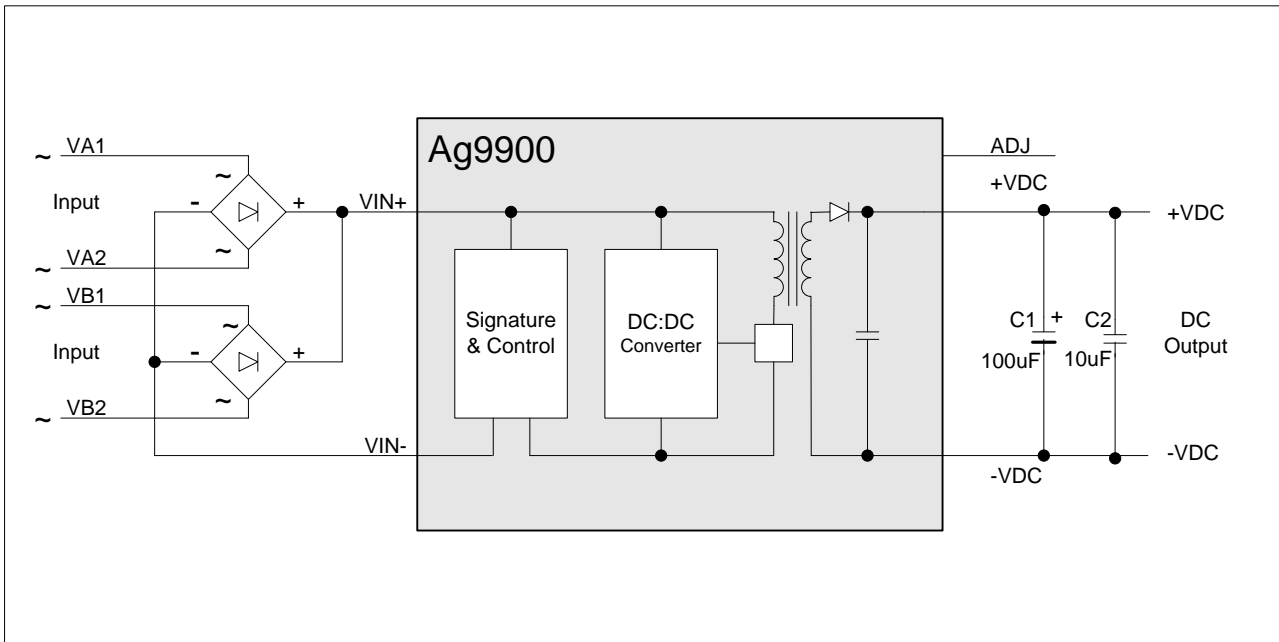 VA1
~
~
Input
- +
~
VA2
~
VB1
~
~
Input
- +
~
VB2
~
VIN+
VIN-
Ag9900
Signature
& Control
DC:DC
Converter
ADJ
+VDC
+VDC
C1 +
100uF
C2
10uF
DC
Output
-VDC
-VDC